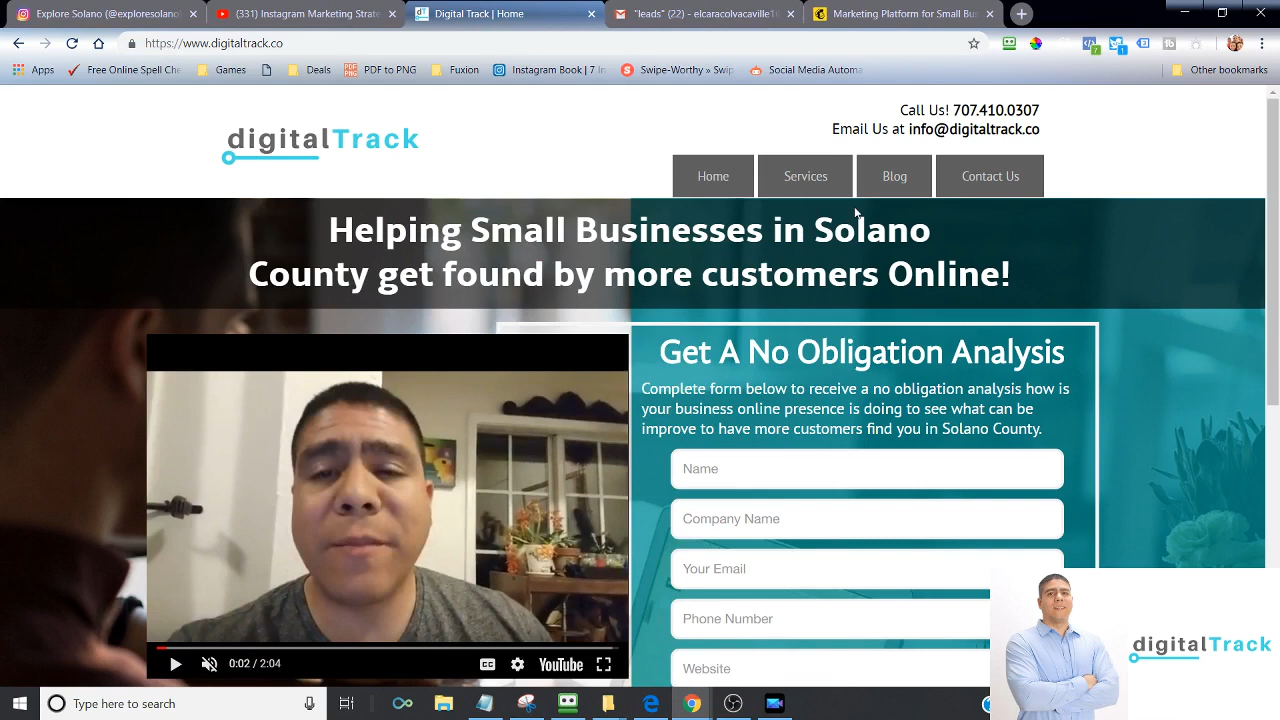 Explore Solano (@exploresolano
(331) Instagram Marketing Strate
Digital Track | Home
"leads" (22) - elcaracolvacaville1
Marketing Platform for Small Bus
https://www.digitaltrack.co
Apps
Free Online Spell Che
Games
Deals
PDF to PNG
Fuxion
Instagram Book | 7 In
Swipe-Worthy » Swip
Social Media Automa
Other bookmarks
digitalTrack
Call Us! 707.410.0307
Email Us at info@digitaltrack.co
Home
Services
Blog
Contact Us
Helping Small Businesses in Solano
County get found by more customers Online!
Get A No Obligation Analysis
Complete form below to receive a no obligation analysis how is
your business online presence is doing to see what can be
improve to have more customers find you in Solano County.
Name
Company Name
Your Email
Phone Number
Website
0:02 / 2:04
CC
YouTube
digitalTrack
Type here to search